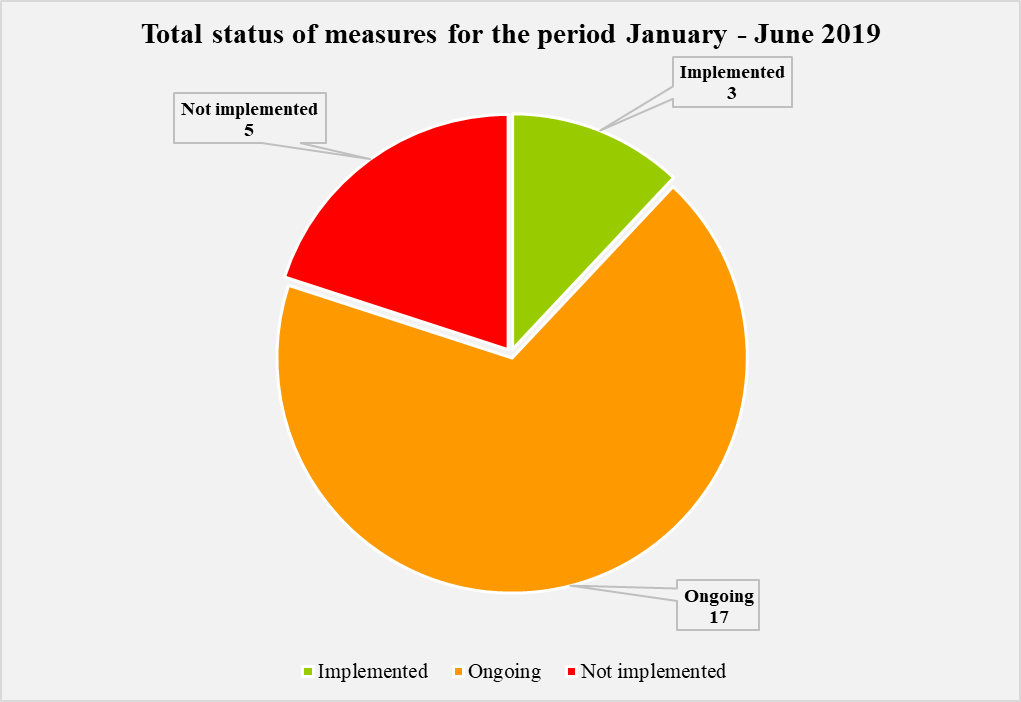 Total status of measures for the period January - June 2019
Implemented
3
Not implemented
5
Ongoing
17
Implemented Ongoing Not implemented